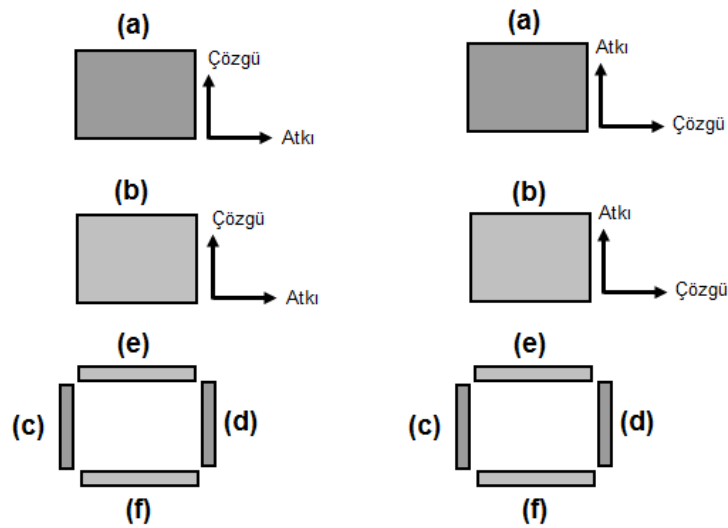 (a)
Çözgü
Atkı
(b)
Çözgü
Atkı
(e)
(c)
(d)
(f)
(a)
Atkı
Çözgü
(b)
Atkı
Çözgü
(e)
(c)
(d)
(f)